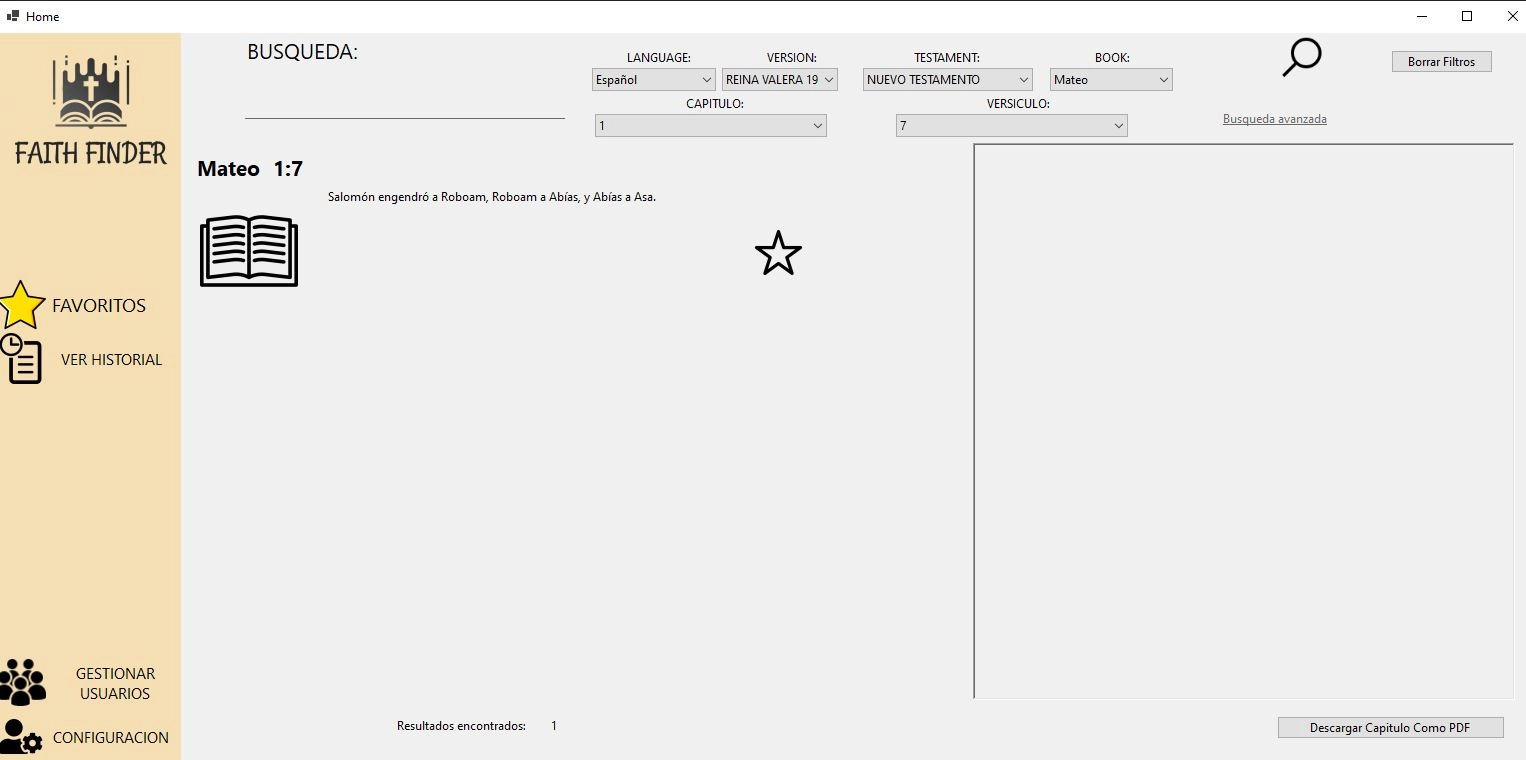 Home
FAITH FINDER
FAVORITOS
VER HISTORIAL
GESTIONAR
USUARIOS
CONFIGURACION
BUSQUEDA:
LANGUAGE:
VERSION:
TESTAMENT:
BOOK:
Español
REINA VALERA 19
NUEVO TESTAMENTO
Mateo
Borrar Filtros
CAPITULO:
VERSICULO:
1
7
Busqueda avanzada
Mateo 1:7
Salomón engendró a Roboam, Roboam a Abías, y Abías a Asa.
Resultados encontrados: 1
Descargar Capitulo Como PDF